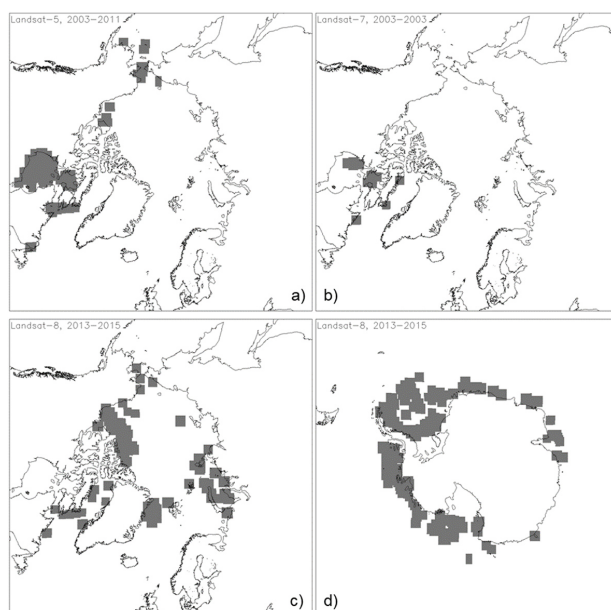 Landsat-5, 2003-2011
a)
Landsat-7, 2003-2003
b)
Landsat-8, 2013-2015
c)
Landsat-8, 2013-2015
d)